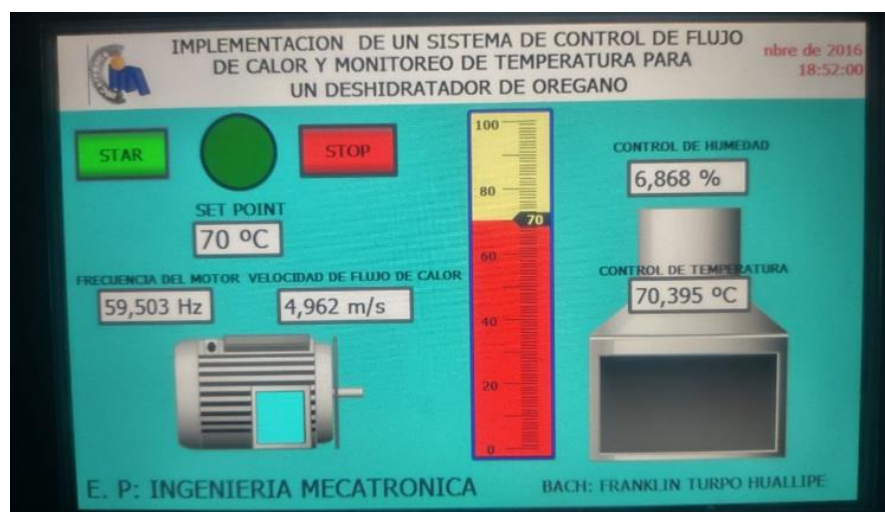 IMPLEMENTACION DE UN SISTEMA DE CONTROL DE FLUJO
DE CALOR Y MONITOREO DE TEMPERATURA PARA
UN DESHIDRATADOR DE OREGANO
nbre de 2016
18:52:00
STAR
STOP
SET POINT
70 ºC
FRECUENCIA DEL MOTOR
59,503 Hz
VELOCIDAD DE FLUJO DE CALOR
4,962 m/s
100
80
70
60
40
20
0
CONTROL DE HUMEDAD
6,868 %
CONTROL DE TEMPERATURA
70,395 ºC
E. P: INGENIERIA MECATRONICA
BACH: FRANKLIN TURPO HUALLIPE